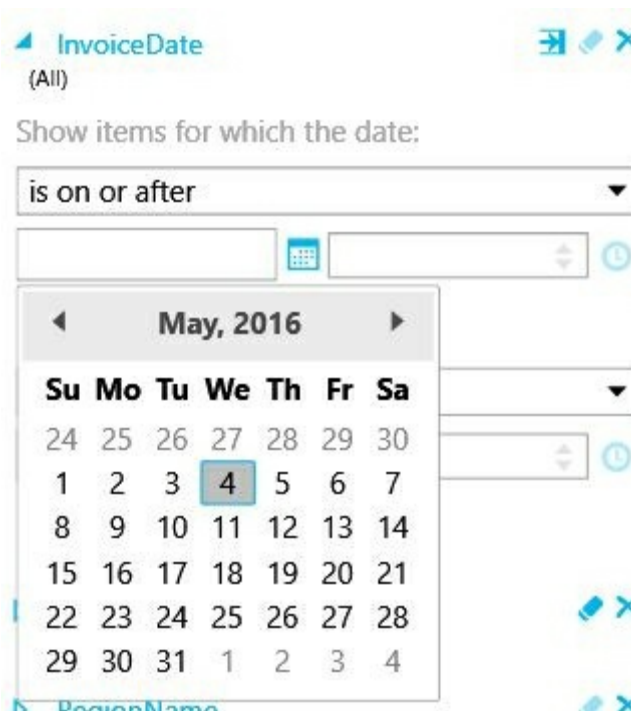 InvoiceDate
(All)
Show items for which the date:
is on or after
May, 2016
Su Mo Tu We Th Fr Sa
24 25 26 27 28 29 30
1 2 3 4 5 6 7
8 9 10 11 12 13 14
15 16 17 18 19 20 21
22 23 24 25 26 27 28
29 30 31 1 2 3 4
RegionName